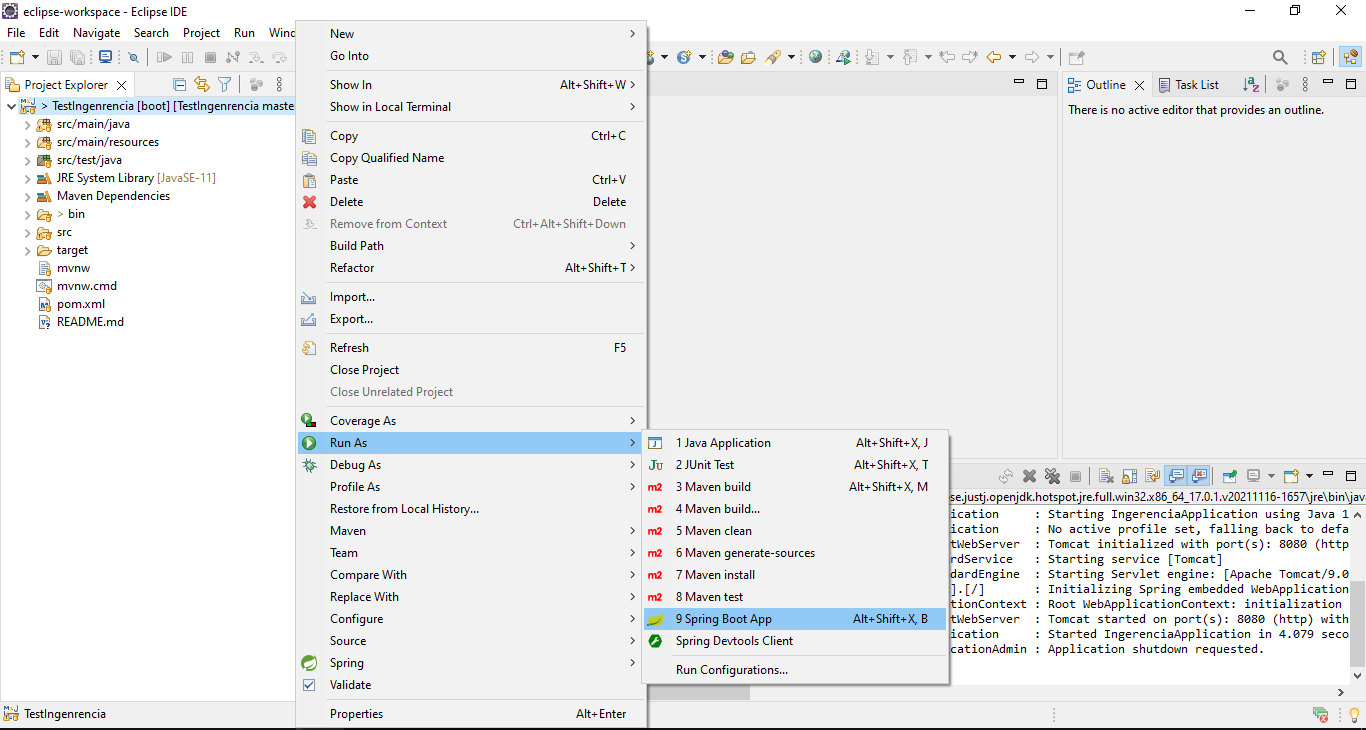 eclipse-workspace - Eclipse IDE
File Edit Navigate Search Project Run Wind
Project Explorer
> TestIngenrencia [boot] [TestIngenrencia maste
src/main/java
src/main/resources
src/test/java
JRE System Library [JavaSE-11]
Maven Dependencies
> bin
src
target
mvnw
mvnw.cmd
pom.xml
README.md
New
Go Into
Show In Alt+Shift+W >
Show in Local Terminal
Copy Ctrl+C
Copy Qualified Name
Paste Ctrl+V
Delete Delete
Remove from Context Ctrl+Alt+Shift+Down
Build Path
Refactor Alt+Shift+T >
Import...
Export...
Refresh F5
Close Project
Close Unrelated Project
Coverage As
Run As
Debug As
Profile As
Restore from Local History...
Maven
Team
Compare With
Replace With
Configure
Source
Spring
Validate
Properties Alt+Enter
1 Java Application Alt+Shift+X, J
2 JUnit Test Alt+Shift+X, T
3 Maven build Alt+Shift+X, M
4 Maven build...
5 Maven clean
6 Maven generate-sources
7 Maven install
8 Maven test
9 Spring Boot App Alt+Shift+X, B
Spring Devtools Client
Run Configurations...
Outline Task List
There is no active editor that provides an outline.
se.justj.openjdk.hotspot.jre.full.win32.x86_64_17.0.1.v20211116-1657\jre\bin\java
ication : Starting IngerenciaApplication using Java 1
ication : No active profile set, falling back to defa
tWebServer : Tomcat initialized with port(s): 8080 (http
rdService : Starting service [Tomcat]
dardEngine : Starting Servlet engine: [Apache Tomcat/9.0
].[/] : Initializing Spring embedded WebApplication
tionContext : Root WebApplicationContext: initialization
tWebServer : Tomcat started on port(s): 8080 (http) with
ication : Started IngerenciaApplication in 4.079 seco
icationAdmin : Application shutdown requested.
TestIngenrencia